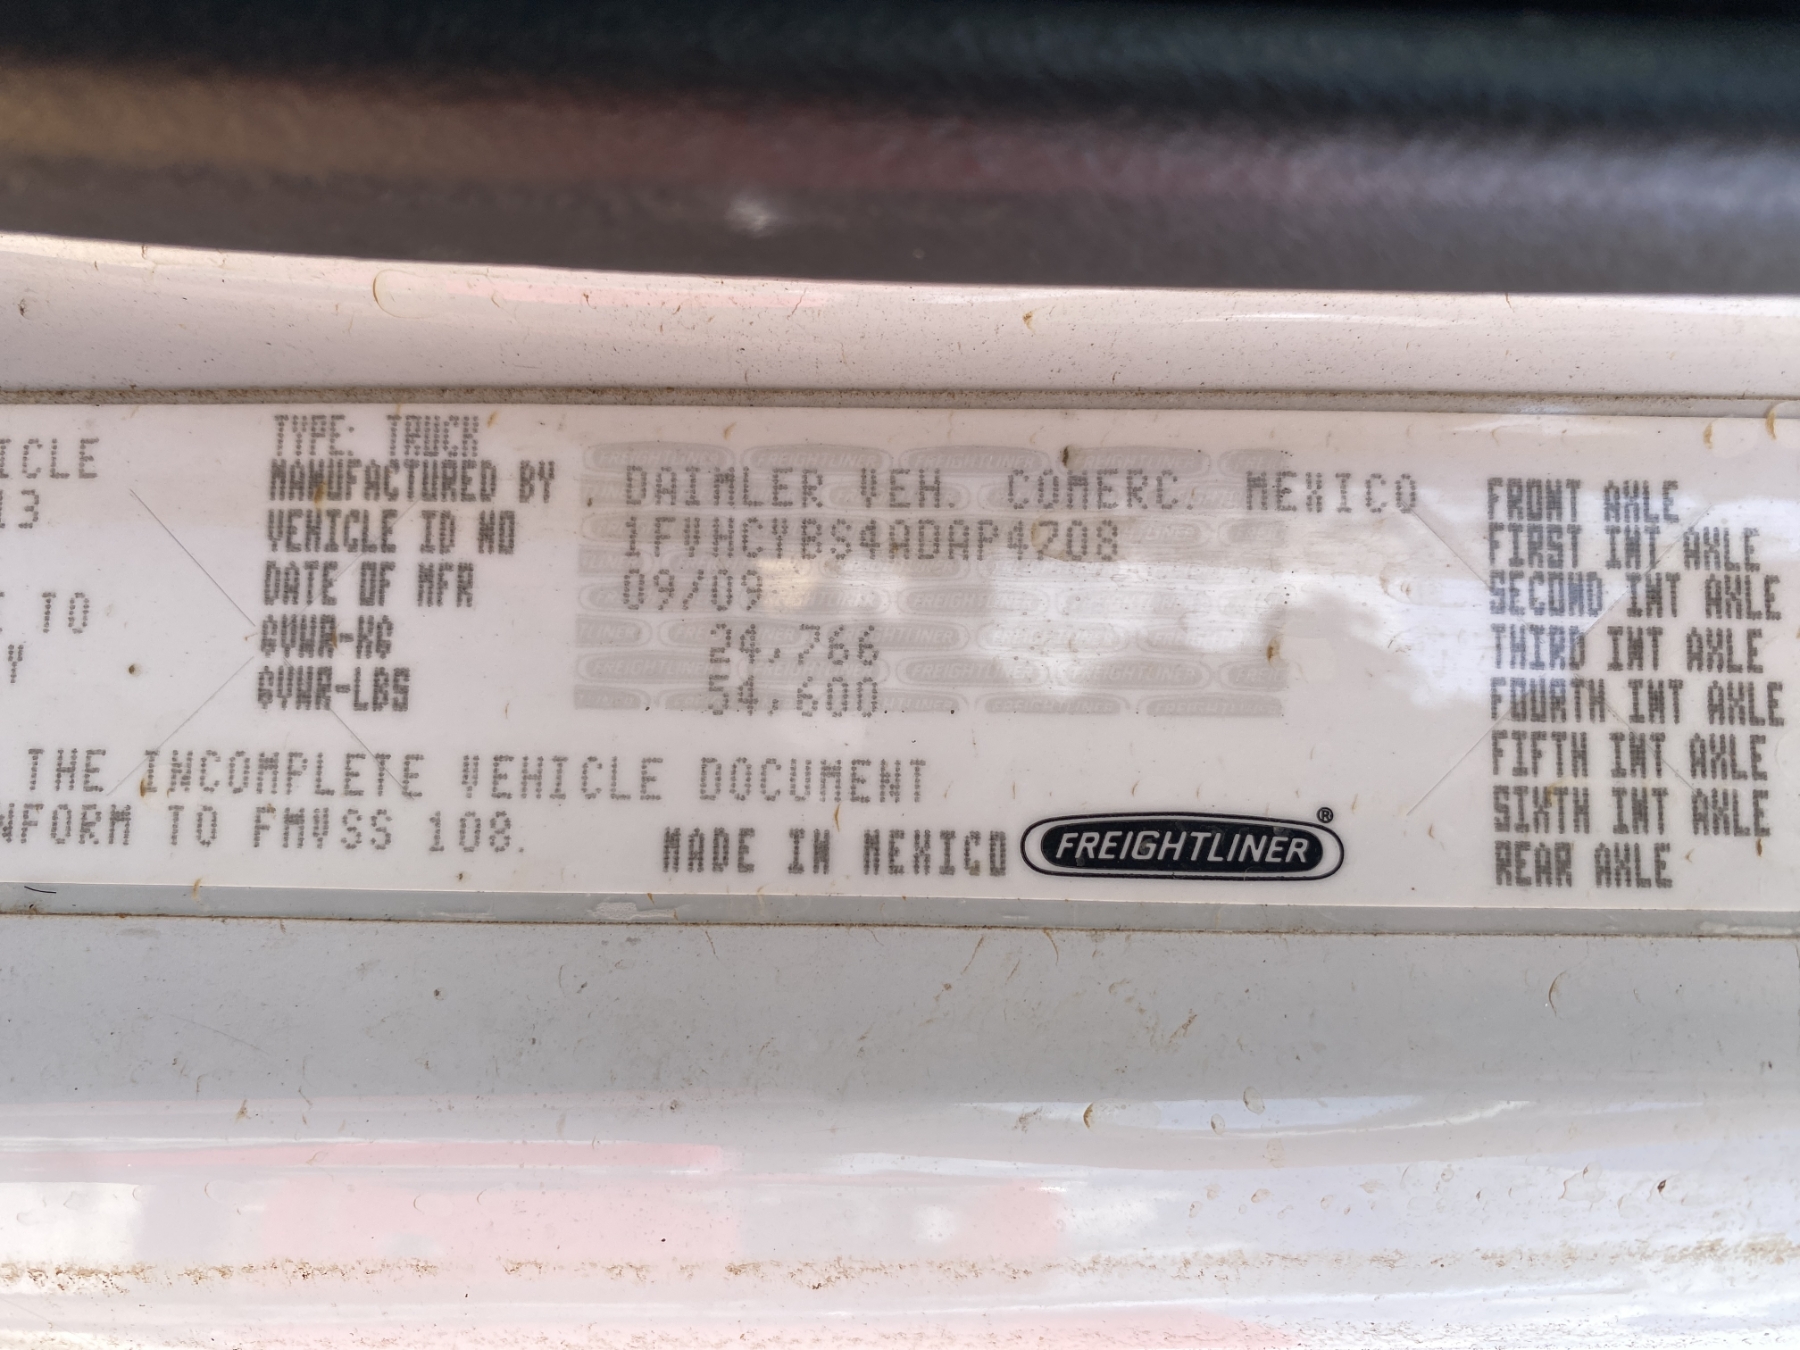 ICLE
13
10
TYPE: TRUCK
MANUFACTURED BY DAIMLER VEH. COMERC. MEXICO
VEHICLE ID NO 1FVHCYBS4ADAP4708
DATE OF MFR 09/09
GVWR-KG 24,766
GVWR-LBS 54,600
THE INCOMPLETE VEHICLE DOCUMENT
NFORM TO FMVSS 108.
MADE IN MEXICO FREIGHTLINER®
FRONT AXLE
FIRST INT AXLE
SECOND INT AXLE
THIRD INT AXLE
FOURTH INT AXLE
FIFTH INT AXLE
SIXTH INT AXLE
REAR AXLE